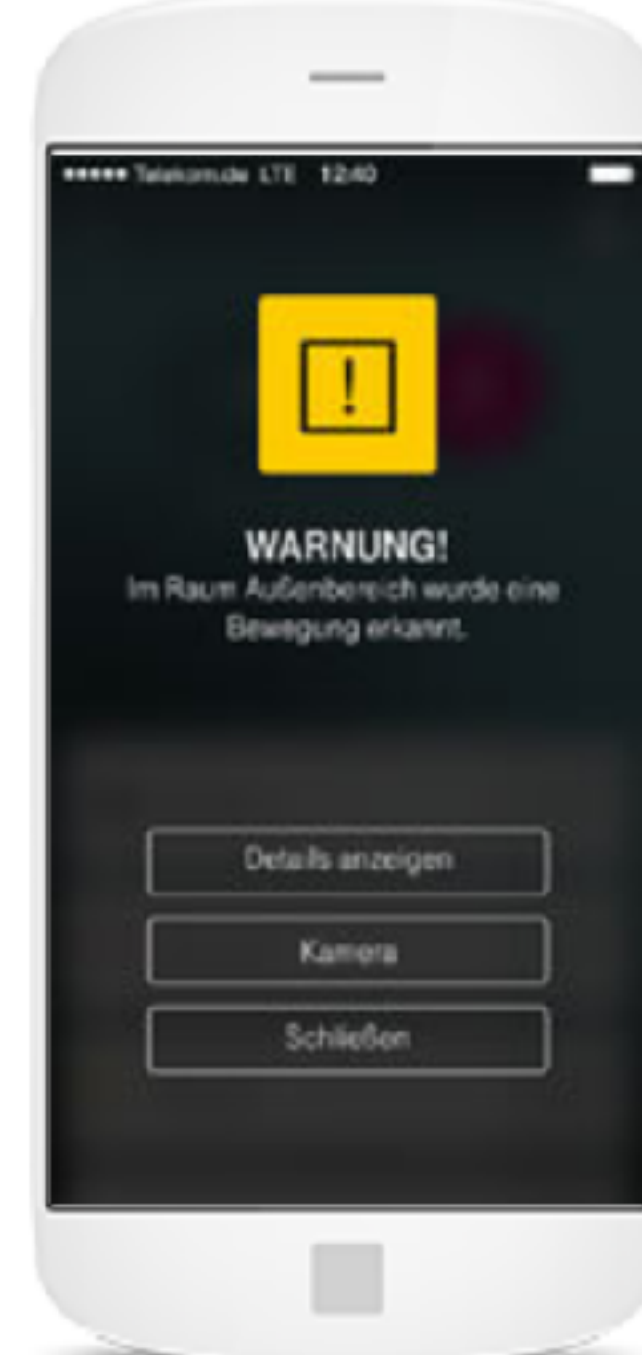 Telekom.de LTE 12:40
!
WARNUNG!
Im Raum Außenbereich wurde eine
Bewegung erkannt.
Details anzeigen
Kamera
Schließen